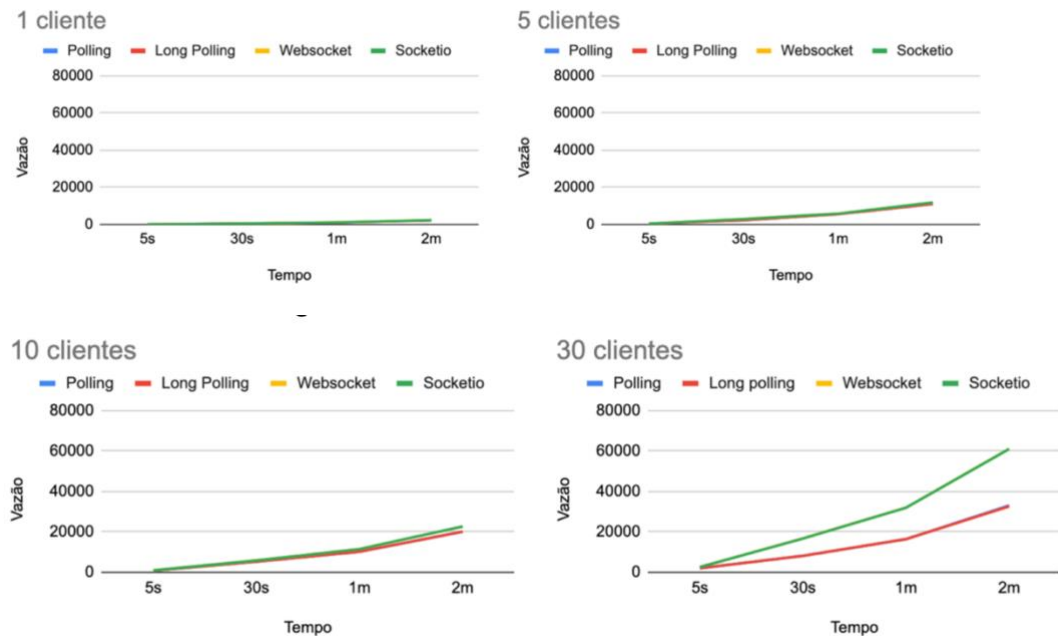 1 cliente
Polling Long Polling Websocket Socketio
80000
60000
40000
20000
0
Vazão
5s 30s 1m 2m
Tempo
5 clientes
Polling Long Polling Websocket Socketio
80000
60000
40000
20000
0
Vazão
5s 30s 1m 2m
Tempo
10 clientes
Polling Long Polling Websocket Socketio
80000
60000
40000
20000
0
Vazão
5s 30s 1m 2m
Tempo
30 clientes
Polling Long polling Websocket Socketio
80000
60000
40000
20000
0
Vazão
5s 30s 1m 2m
Tempo